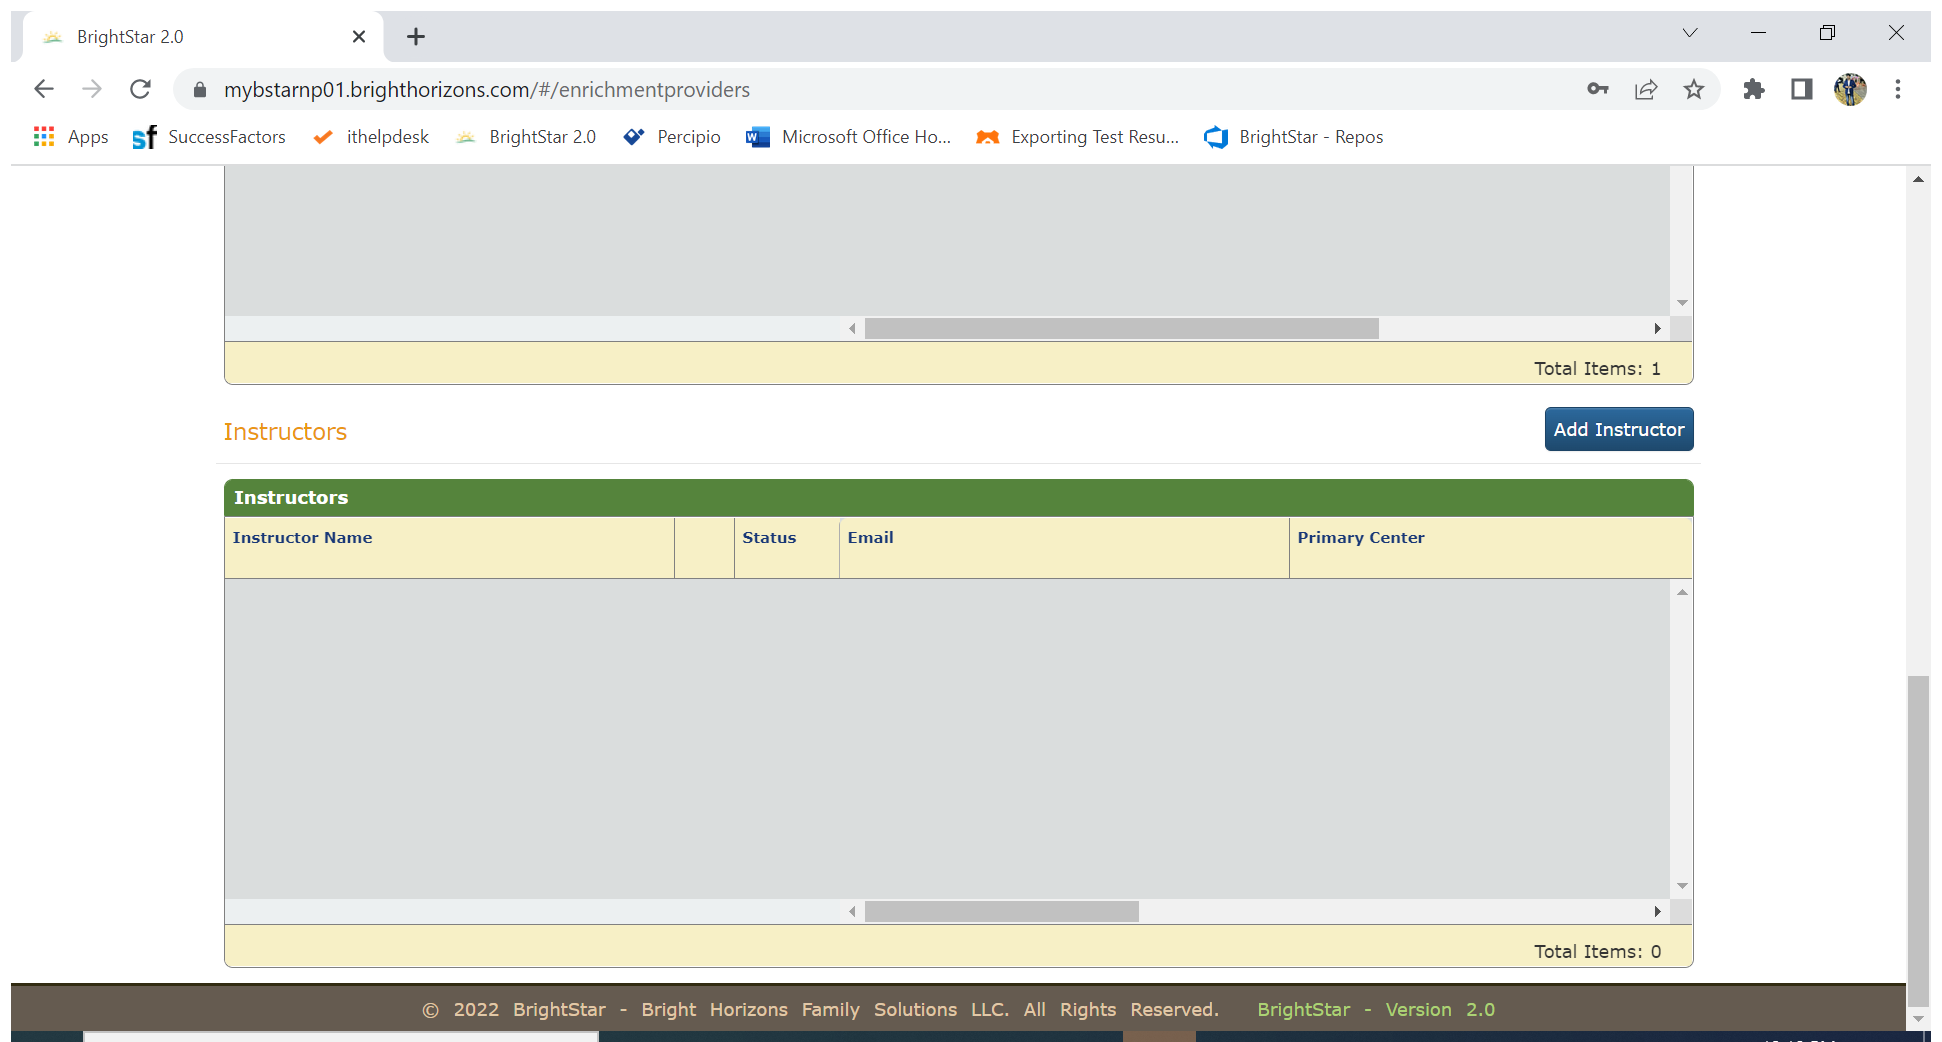 BrightStar 2.0
mybstarnp01.brighthorizons.com/#/enrichmentproviders
Apps SuccessFactors ithelpdesk BrightStar 2.0 Percipio Microsoft Office Ho... Exporting Test Resu... BrightStar - Repos
Total Items: 1
Instructors Add Instructor
Instructors
Instructor Name Status Email Primary Center
Total Items: 0
© 2022 BrightStar - Bright Horizons Family Solutions LLC. All Rights Reserved. BrightStar - Version 2.0